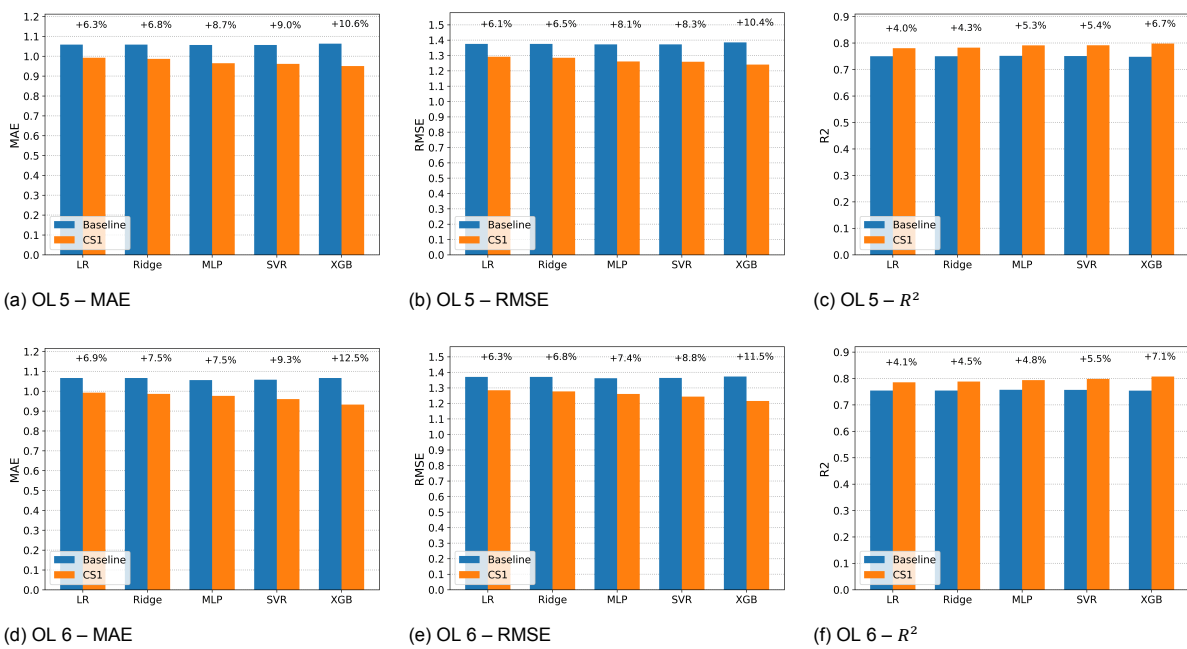 +6.3% +6.8% +8.7% +9.0% +10.6%
1.2
1.1
1.0
0.9
0.8
0.7
0.6
0.5
0.4
0.3
0.2
0.1
0.0
MAE
Baseline
CS1
LR Ridge MLP SVR XGB
(a) OL 5 – MAE
+6.1% +6.5% +8.1% +8.3% +10.4%
1.5
1.4
1.3
1.2
1.1
1.0
0.9
0.8
0.7
0.6
0.5
0.4
0.3
0.2
0.1
0.0
RMSE
Baseline
CS1
LR Ridge MLP SVR XGB
(b) OL 5 – RMSE
+4.0% +4.3% +5.3% +5.4% +6.7%
0.9
0.8
0.7
0.6
0.5
0.4
0.3
0.2
0.1
0.0
R2
Baseline
CS1
LR Ridge MLP SVR XGB
(c) OL 5 – R²
+6.9% +7.5% +7.5% +9.3% +12.5%
1.2
1.1
1.0
0.9
0.8
0.7
0.6
0.5
0.4
0.3
0.2
0.1
0.0
MAE
Baseline
CS1
LR Ridge MLP SVR XGB
(d) OL 6 – MAE
+6.3% +6.8% +7.4% +8.8% +11.5%
1.5
1.4
1.3
1.2
1.1
1.0
0.9
0.8
0.7
0.6
0.5
0.4
0.3
0.2
0.1
0.0
RMSE
Baseline
CS1
LR Ridge MLP SVR XGB
(e) OL 6 – RMSE
+4.1% +4.5% +4.8% +5.5% +7.1%
0.9
0.8
0.7
0.6
0.5
0.4
0.3
0.2
0.1
0.0
R2
Baseline
CS1
LR Ridge MLP SVR XGB
(f) OL 6 – R²